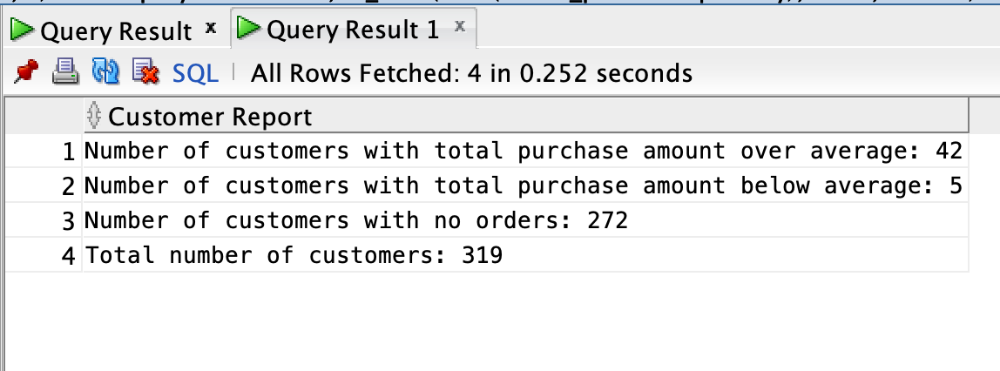 Query Result x Query Result 1 x
SQL All Rows Fetched: 4 in 0.252 seconds
Customer Report
1 Number of customers with total purchase amount over average: 42
2 Number of customers with total purchase amount below average: 5
3 Number of customers with no orders: 272
4 Total number of customers: 319